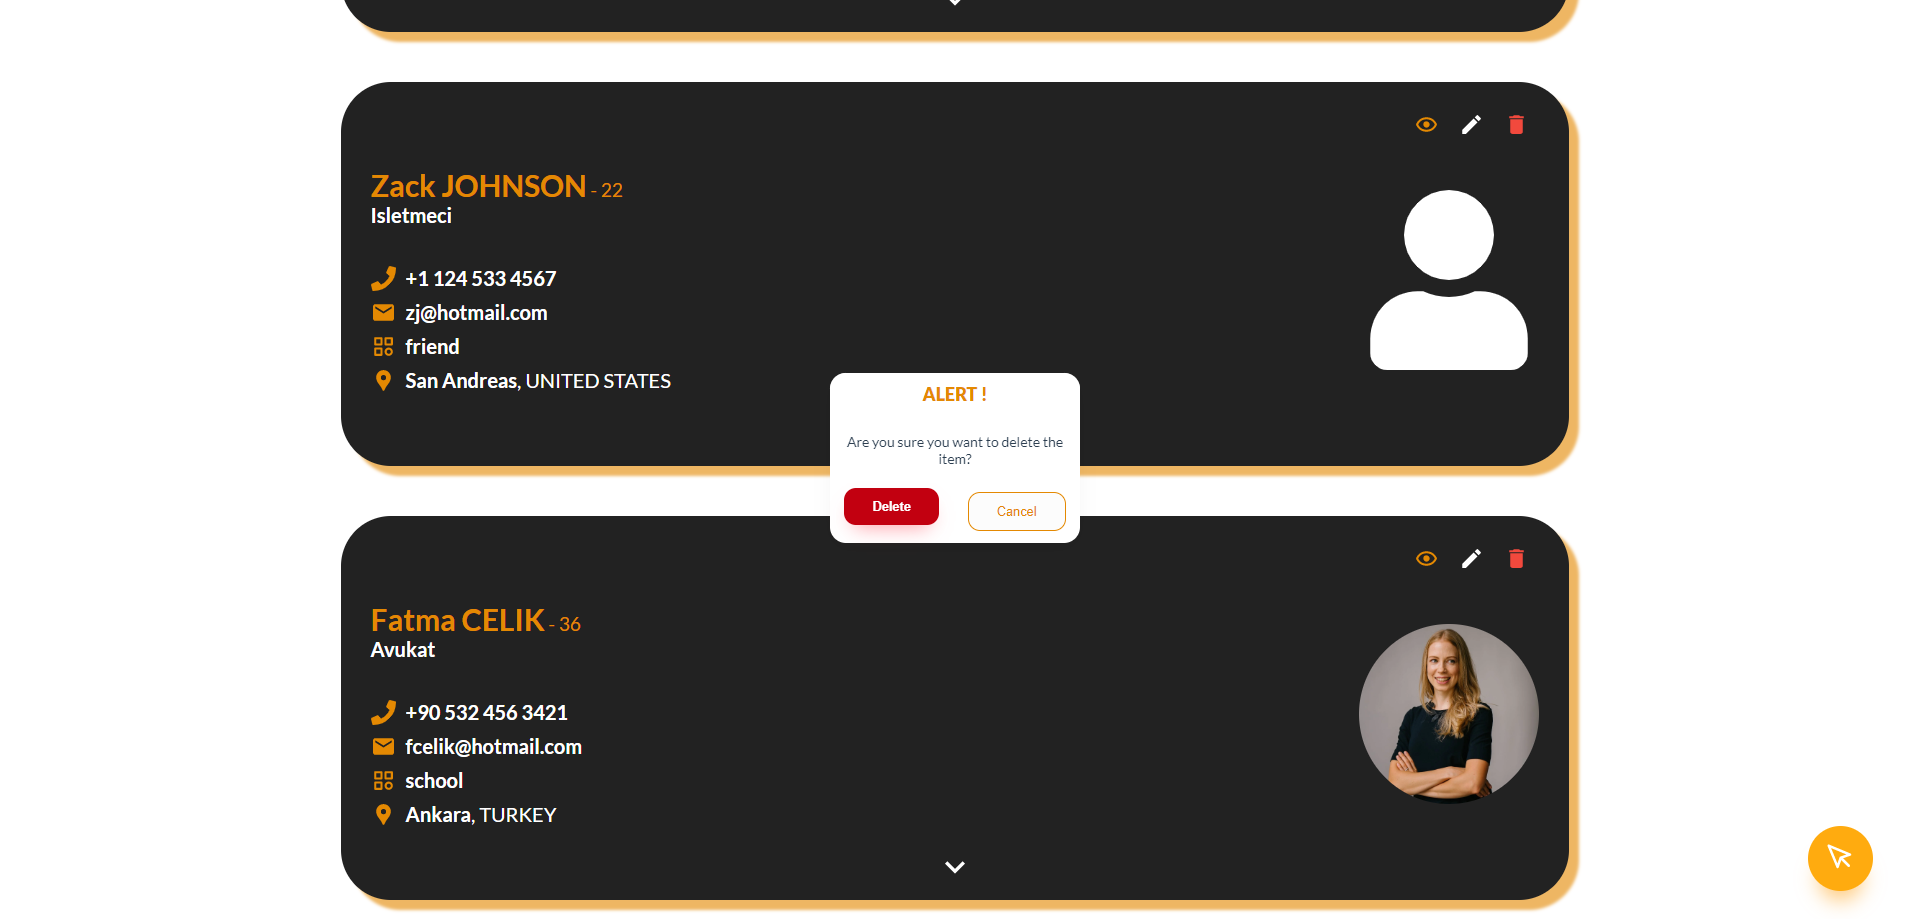 Zack JOHNSON - 22
Isletmeci
+1 124 533 4567
zj@hotmail.com
friend
San Andreas, UNITED STATES
ALERT !
Are you sure you want to delete the
item?
Delete
Cancel
Fatma CELIK - 36
Avukat
+90 532 456 3421
fcelik@hotmail.com
school
Ankara, TURKEY